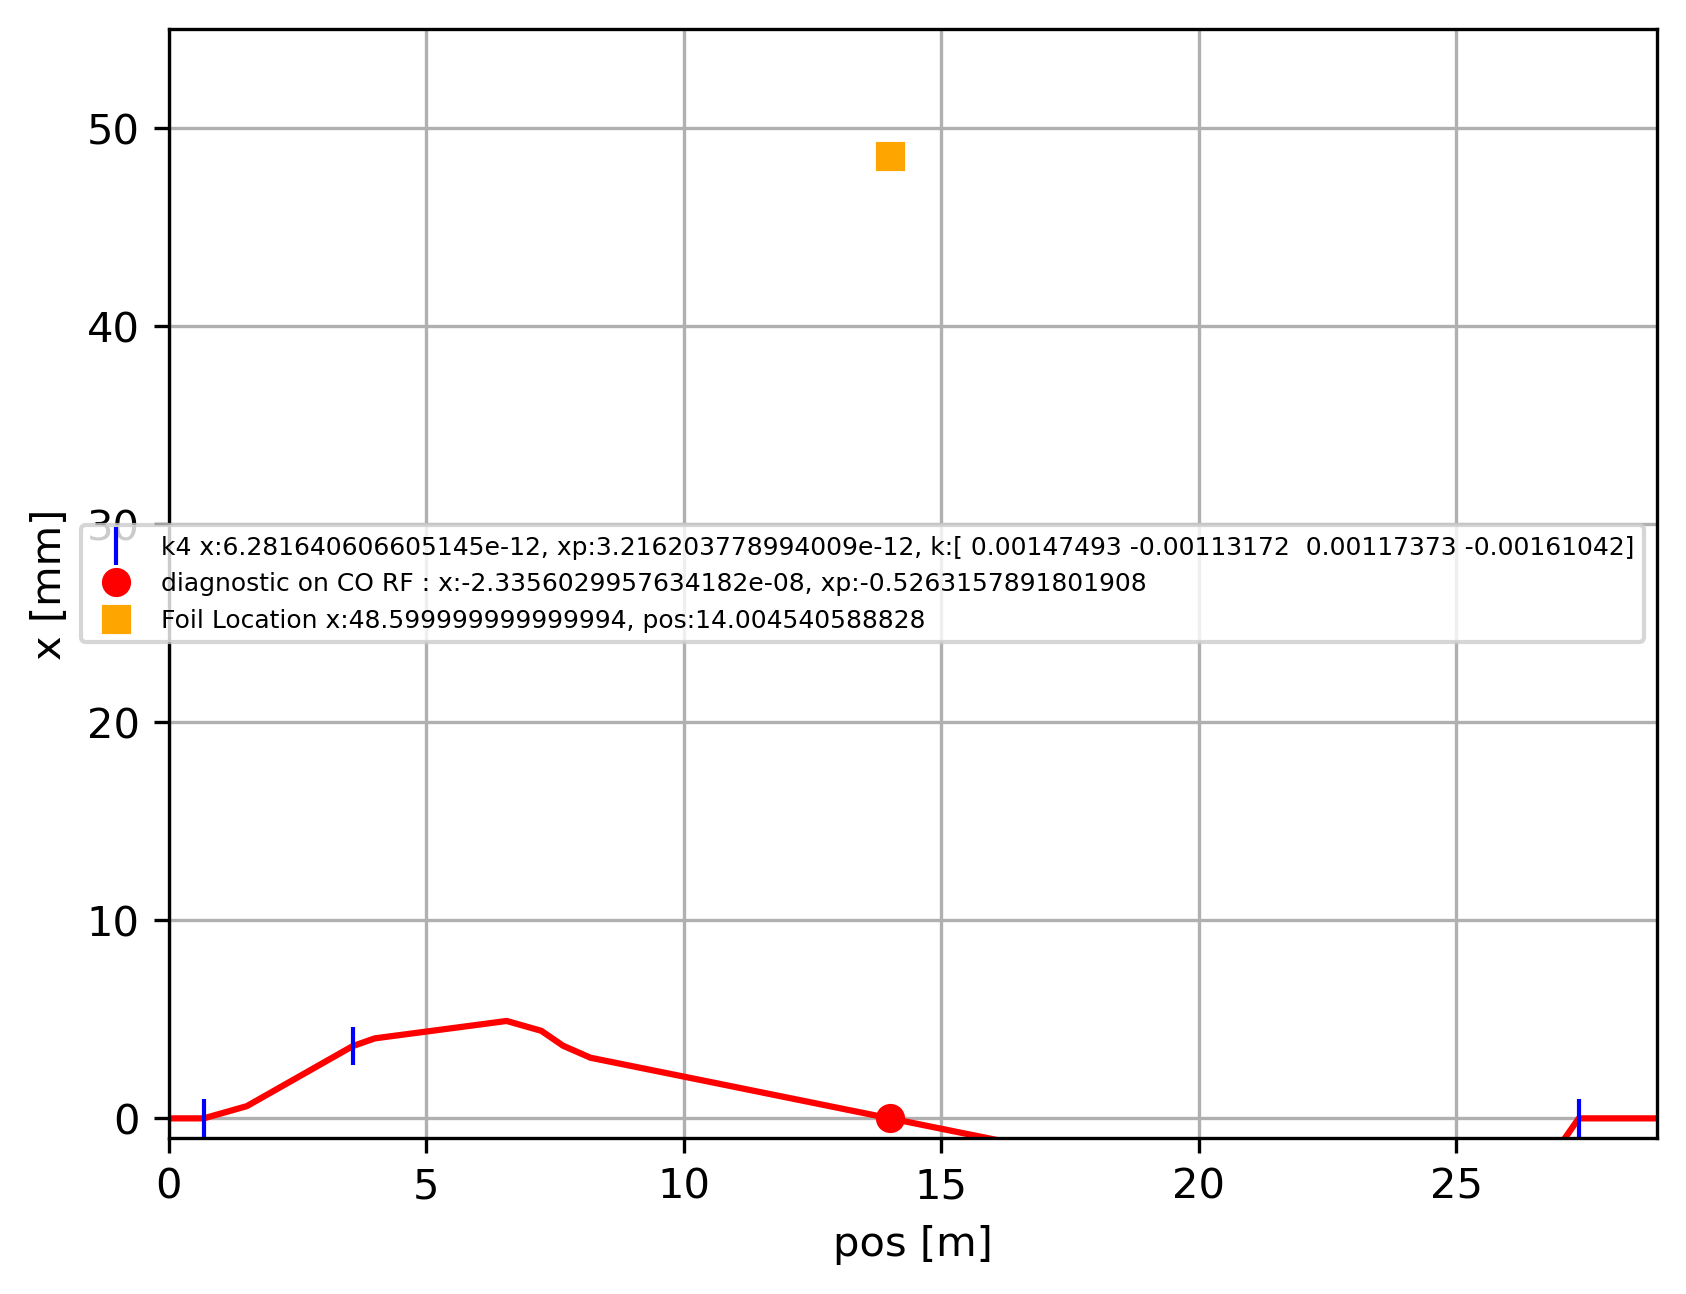 50
40
30
20
10
0
x [mm]
k4 x:6.281640606605145e-12, xp:3.216203778994009e-12, k:[ 0.00147493 -0.00113172  0.00117373 -0.00161042]
diagnostic on CO RF : x:-2.3356029957634182e-08, xp:-0.5263157891801908
Foil Location x:48.599999999999994, pos:14.004540588828
0 5 10 15 20 25
pos [m]